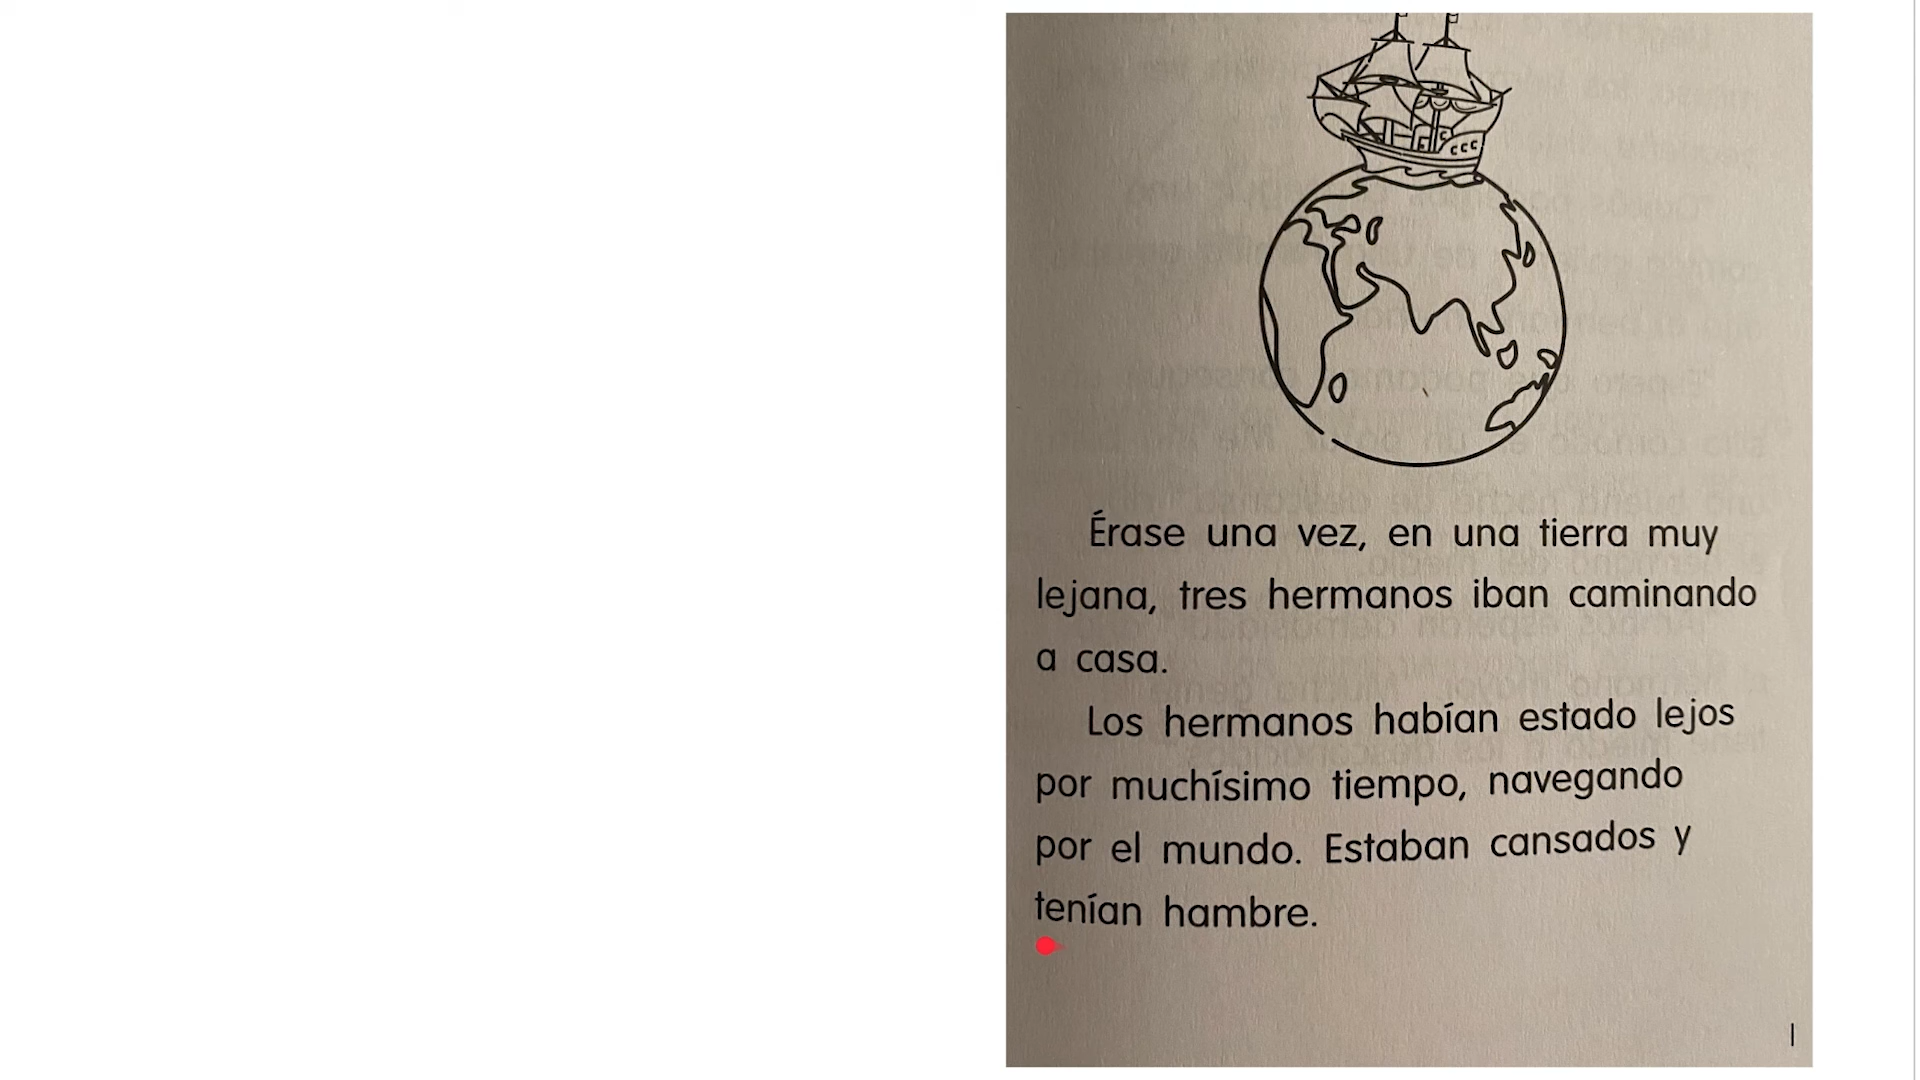 Érase una vez, en una tierra muy
lejana, tres hermanos iban caminando
a casa.
Los hermanos habían estado lejos
por muchísimo tiempo, navegando
por el mundo. Estaban cansados y
tenían hambre.
1